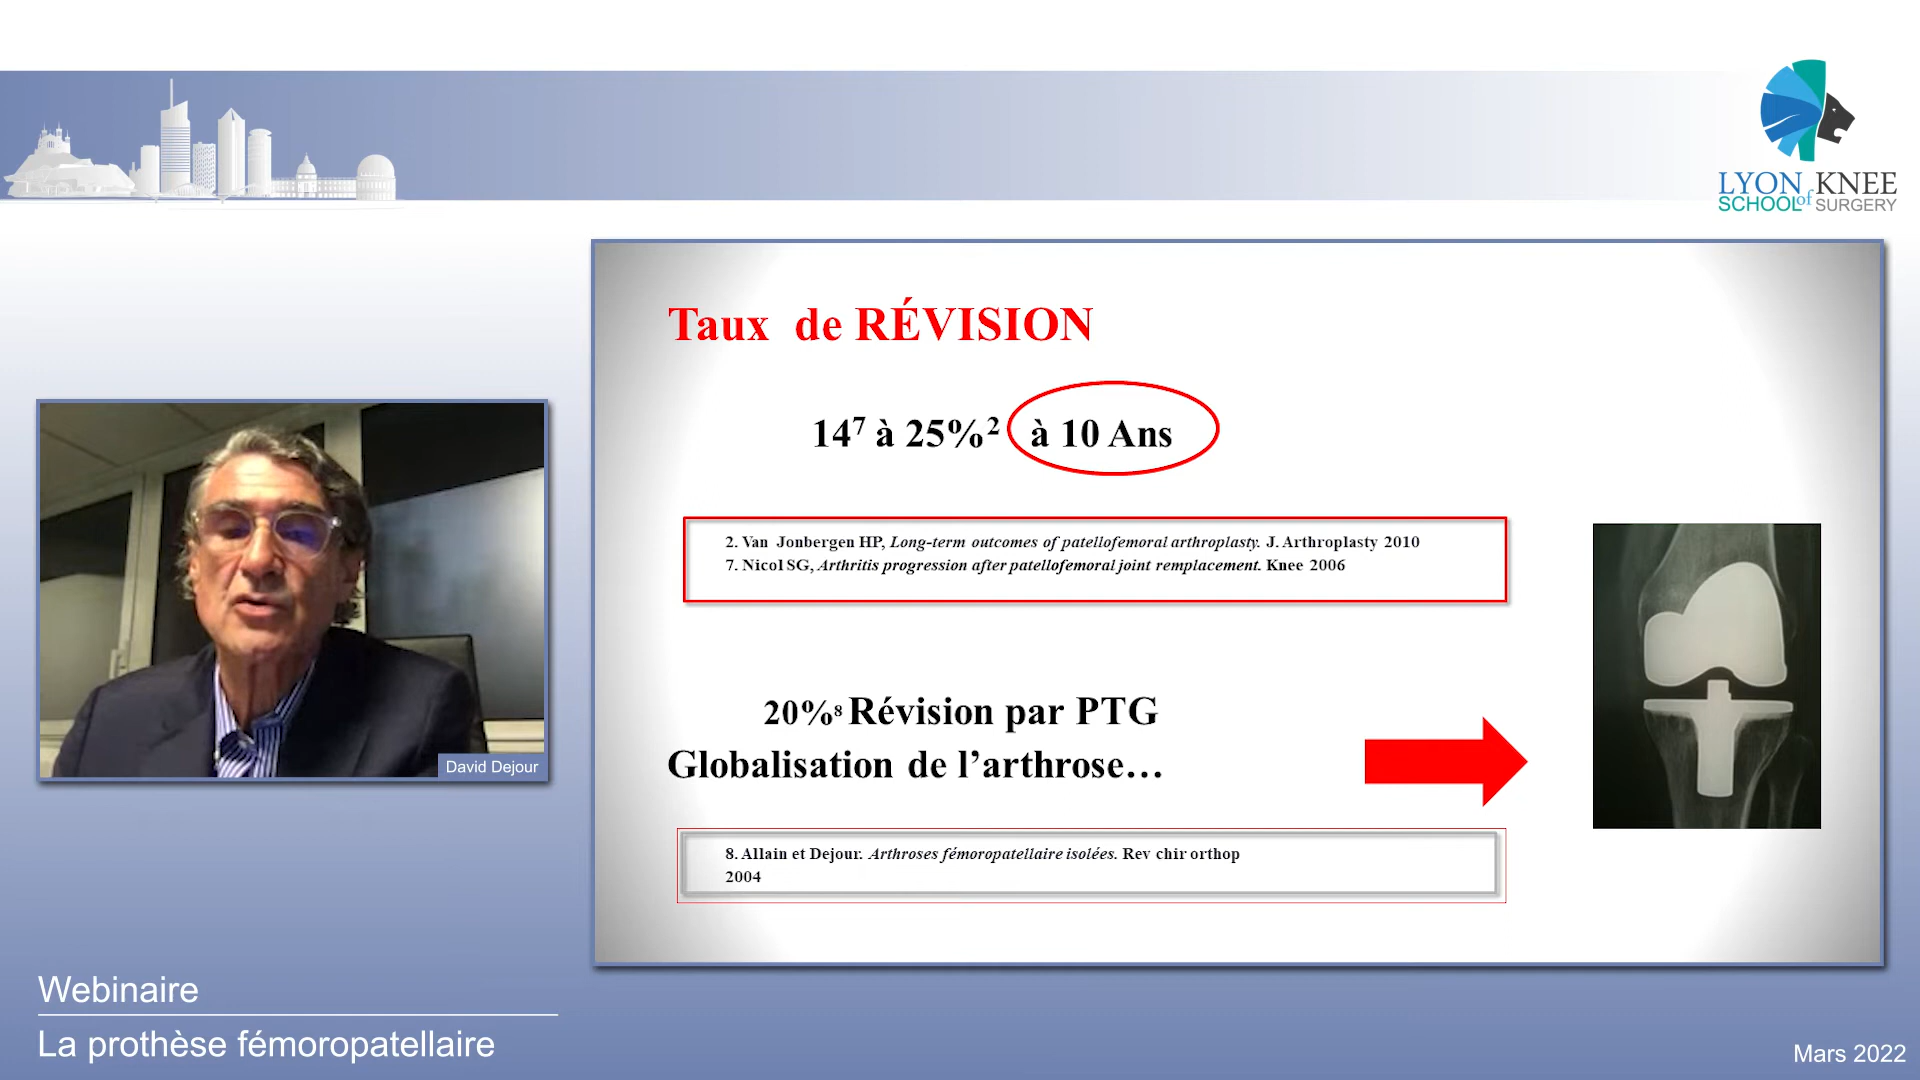 LYON of KNEE
SCHOOL SURGERY
Taux de RÉVISION
14⁷ à 25%² à 10 Ans
2. Van Jonbergen HP, Long-term outcomes of patellofemoral arthroplasty. J. Arthroplasty 2010
7. Nicol SG, Arthritis progression after patellofemoral joint remplacement. Knee 2006
20%⁸ Révision par PTG
Globalisation de l’arthrose…
8. Allain et Dejour. Arthroses fémoropatellaire isolées. Rev chir orthop
2004
David Dejour
Webinaire
La prothèse fémoropatellaire
Mars 2022